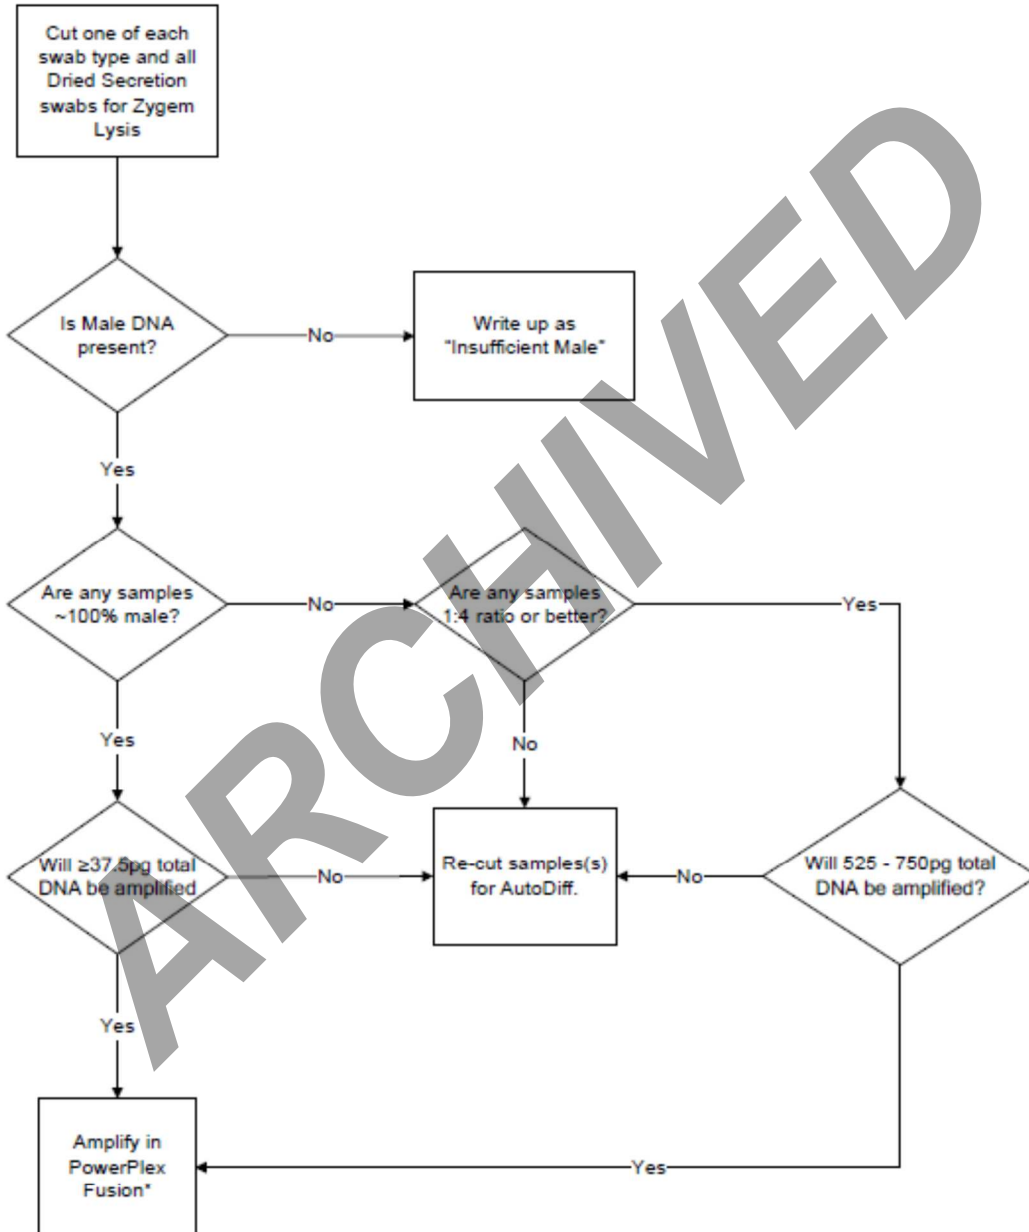 Cut one of each
swab type and all
Dried Secretion
swabs for Zygem
Lysis
Is Male DNA
present?
No
Write up as
"Insufficient Male"
Yes
Are any samples
~100% male?
No
Are any samples
1:4 ratio or better?
Yes
Yes
No
Will ≥37.5pg total
DNA be amplified
No
Re-cut samples(s)
for AutoDiff.
No
Will 525 - 750pg total
DNA be amplified?
Yes
Amplify in
PowerPlex
Fusion*
Yes
ARCHIVED